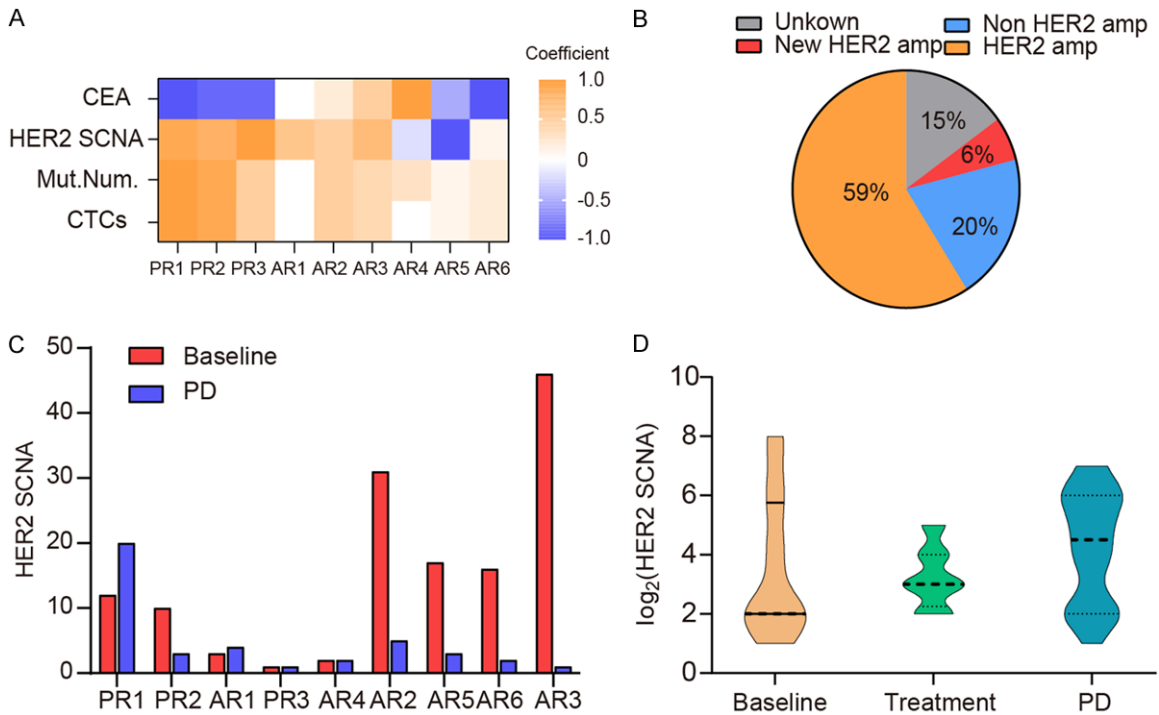 A
Coefficient
CEA
HER2 SCNA
Mut.Num.
CTCs
1.0
0.5
0
-0.5
-1.0
PR1 PR2 PR3 AR1 AR2 AR3 AR4 AR5 AR6
B
Unkown Non HER2 amp
New HER2 amp HER2 amp
15%
6%
20%
59%
C
HER2 SCNA
50
40
30
20
10
0
Baseline
PD
PR1 PR2 AR1 PR3 AR4 AR2 AR5 AR6 AR3
D
log₂(HER2 SCNA)
10
8
6
4
2
0
Baseline Treatment PD